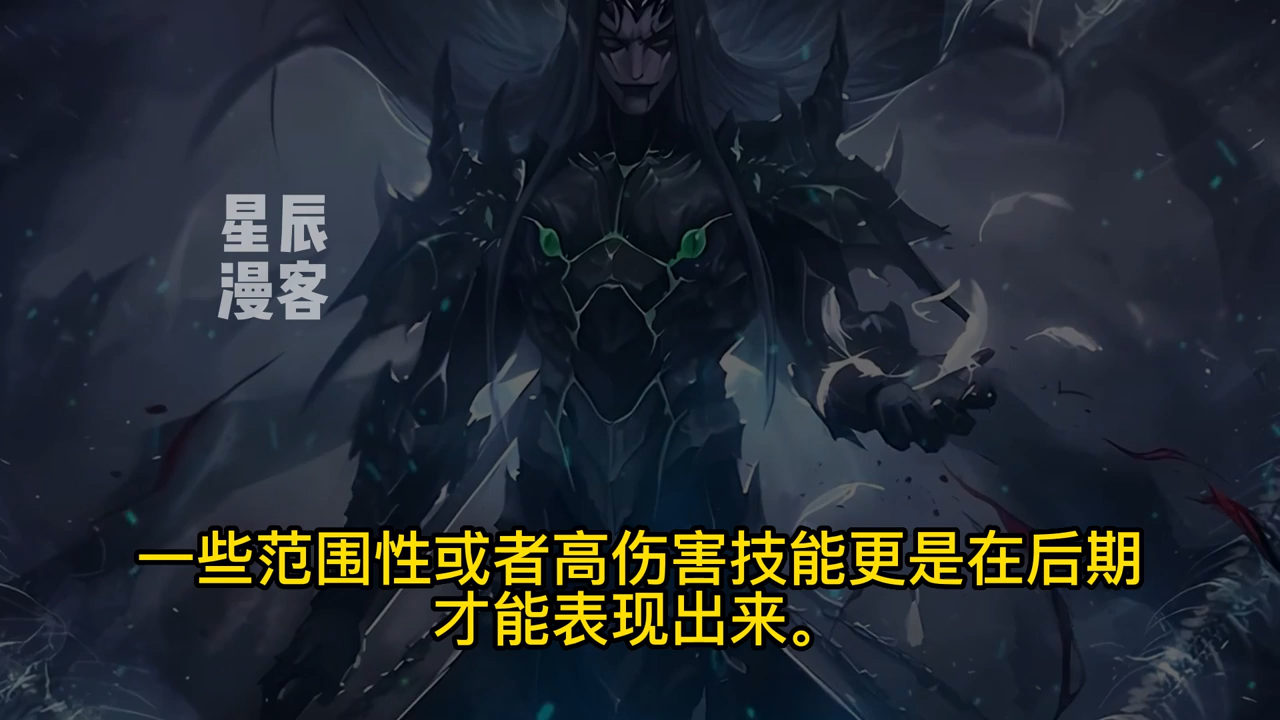 星辰
漫客
一些范围性或者高伤害技能更是在后期
才能表现出来。